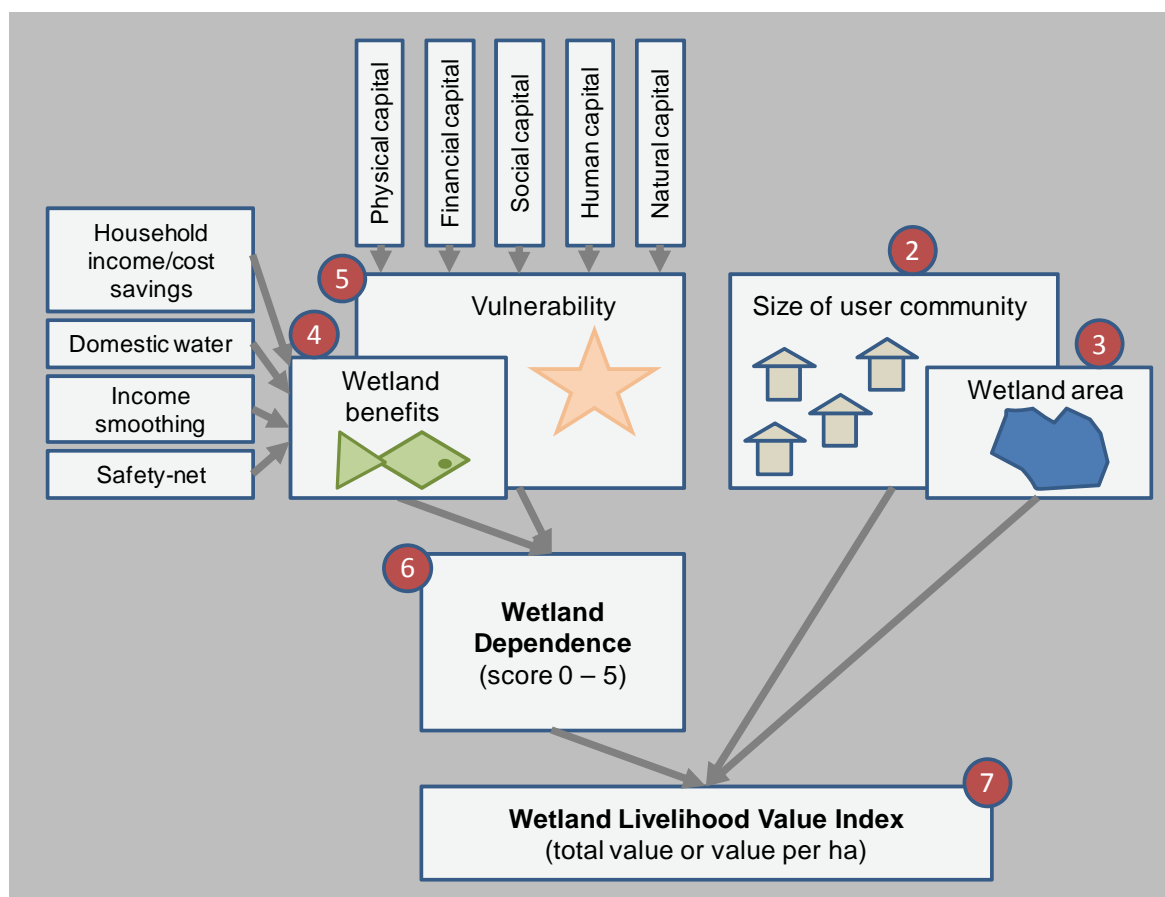 Physical capital
Financial capital
Social capital
Human capital
Natural capital
Household
income/cost
savings
Domestic water
Income
smoothing
Safety-net
5
Vulnerability
4
Wetland
benefits
2
Size of user community
3
Wetland area
6
Wetland
Dependence
(score 0 – 5)
7
Wetland Livelihood Value Index
(total value or value per ha)